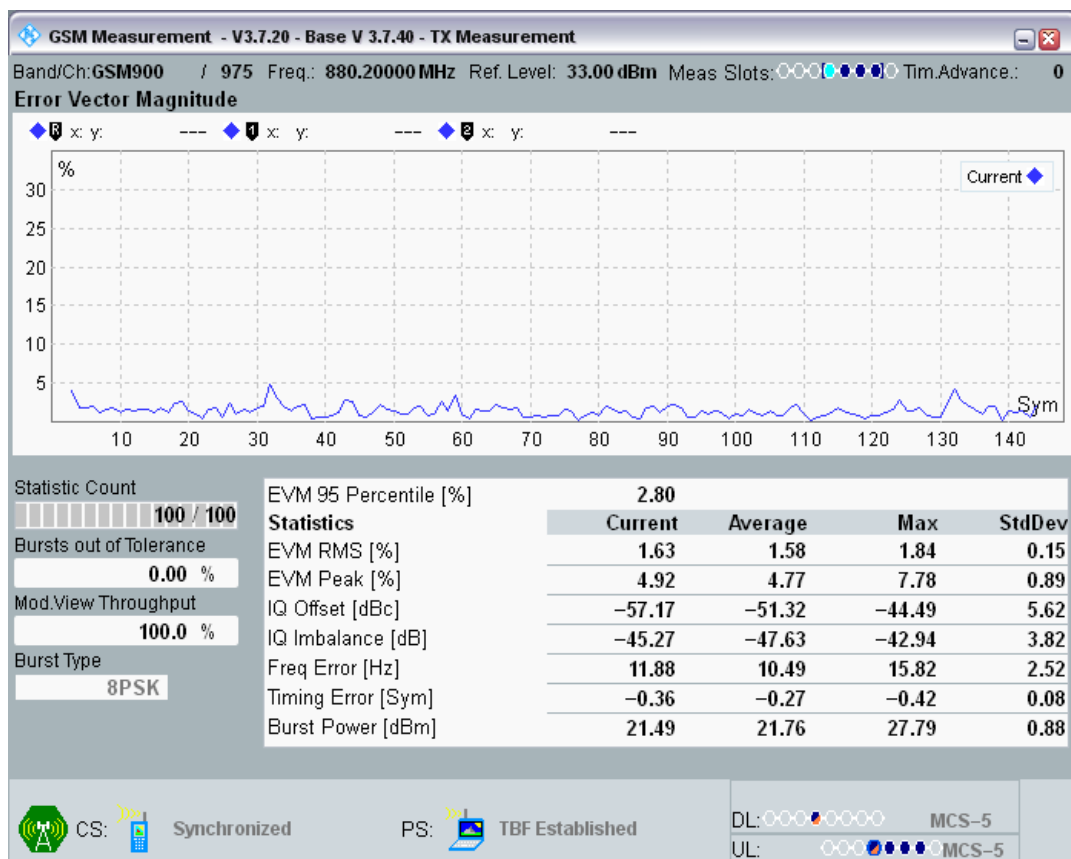 GSM Measurement - V3.7.20 - Base V 3.7.40 - TX Measurement
Band/Ch:GSM900 / 975 Freq.: 880.20000 MHz Ref. Level: 33.00 dBm Meas Slots: Tim.Advance.: 0
Error Vector Magnitude
R x: y: --- 1 x: y: --- 2 x: y: ---
%
Current
30
25
20
15
10
5
Sym
10 20 30 40 50 60 70 80 90 100 110 120 130 140
Statistic Count
100 / 100
Bursts out of Tolerance
0.00 %
Mod.View Throughput
100.0 %
Burst Type
8PSK
EVM 95 Percentile [%] 2.80
Statistics Current Average Max StdDev
EVM RMS [%] 1.63 1.58 1.84 0.15
EVM Peak [%] 4.92 4.77 7.78 0.89
IQ Offset [dBc] −57.17 −51.32 −44.49 5.62
IQ Imbalance [dB] −45.27 −47.63 −42.94 3.82
Freq Error [Hz] 11.88 10.49 15.82 2.52
Timing Error [Sym] −0.36 −0.27 −0.42 0.08
Burst Power [dBm] 21.49 21.76 27.79 0.88
CS: Synchronized PS: TBF Established
DL: MCS−5
UL: MCS−5